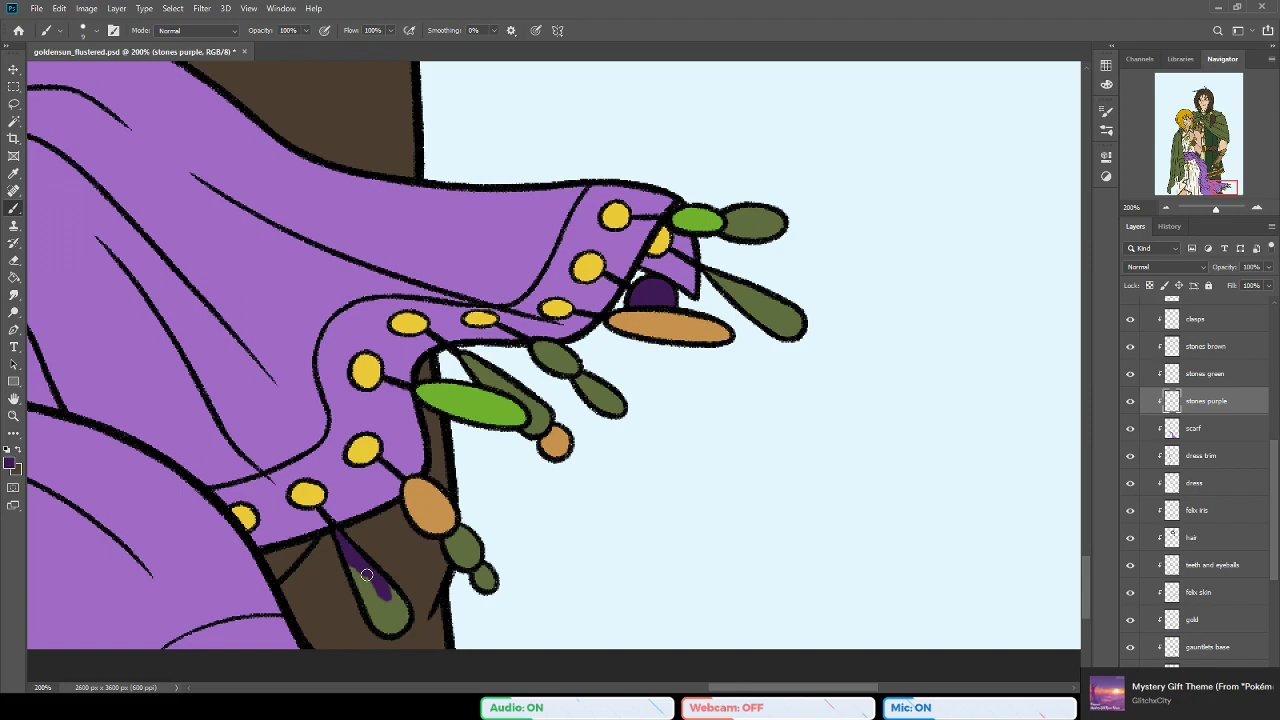 File Edit Image Layer Type Select Filter 3D View Window Help
Mode: Normal Opacity: 100% Flow: 100% Smoothing: 0%
goldensun_flustered.psd @ 200% (stones purple, RGB/8) *
Channels Libraries Navigator
200%
Layers History
Kind
Normal Opacity: 100%
Lock: Fill: 100%
clasps
stones brown
stones green
stones purple
scarf
dress trim
dress
felix iris
hair
teeth and eyeballs
felix skin
gold
gauntlets base
200% 2600 px x 3600 px (600 ppi)
Audio: ON Webcam: OFF Mic: ON
Mystery Gift Theme (From "Pokém
GlitchxCity